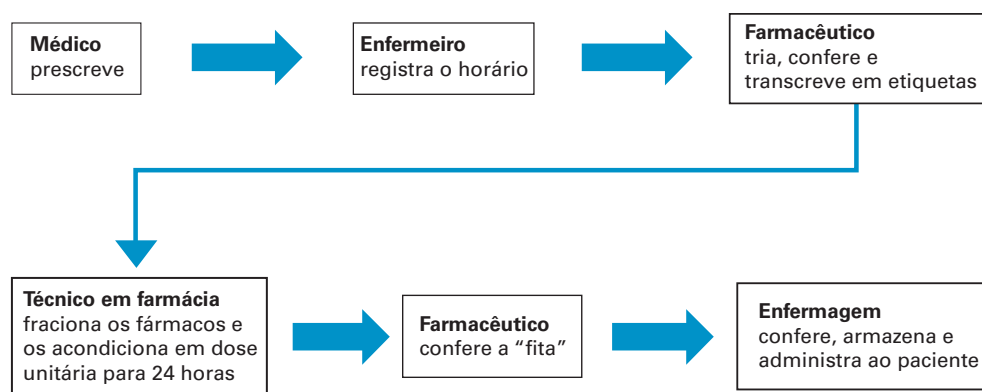 Médico
prescreve
Enfermeiro
registra o horário
Farmacêutico
tria, confere e
transcreve em etiquetas
Técnico em farmácia
fraciona os fármacos e
os acondiciona em dose
unitária para 24 horas
Farmacêutico
confere a “fita”
Enfermagem
confere, armazena e
administra ao paciente